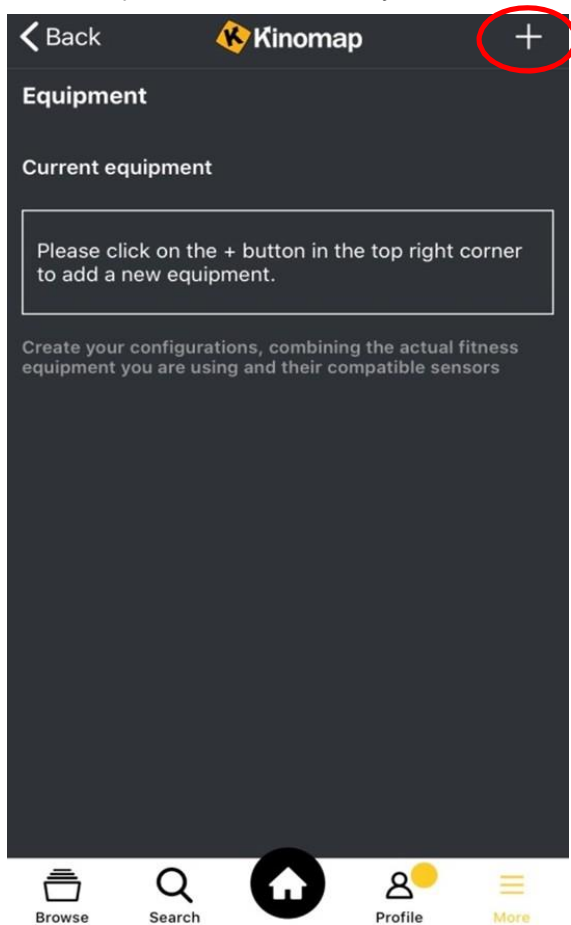 Back
Kinomap
+
Equipment
Current equipment
Please click on the + button in the top right corner
to add a new equipment.
Create your configurations, combining the actual fitness
equipment you are using and their compatible sensors
Browse
Search
Profile
More